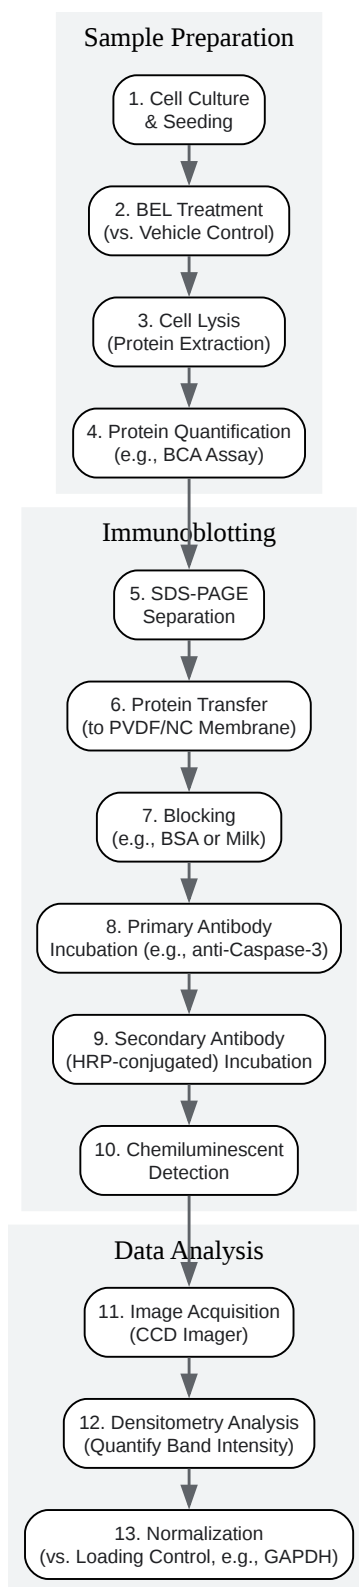 Sample Preparation
1. Cell Culture
& Seeding
2. BEL Treatment
(vs. Vehicle Control)
3. Cell Lysis
(Protein Extraction)
4. Protein Quantification
(e.g., BCA Assay)
Immunoblotting
5. SDS-PAGE
Separation
6. Protein Transfer
(to PVDF/NC Membrane)
7. Blocking
(e.g., BSA or Milk)
8. Primary Antibody
Incubation (e.g., anti-Caspase-3)
9. Secondary Antibody
(HRP-conjugated) Incubation
10. Chemiluminescent
Detection
Data Analysis
11. Image Acquisition
(CCD Imager)
12. Densitometry Analysis
(Quantify Band Intensity)
13. Normalization
(vs. Loading Control, e.g., GAPDH)